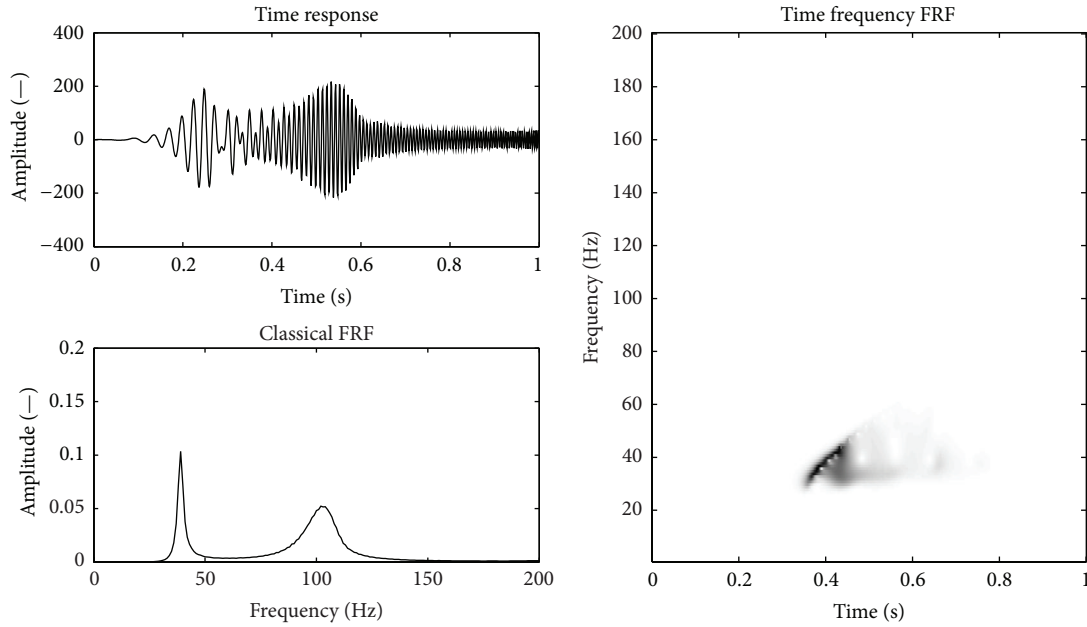 Time response
Amplitude (—)
400
200
0
−200
−400
0 0.2 0.4 0.6 0.8 1
Time (s)
Classical FRF
Amplitude (—)
0.2
0.15
0.1
0.05
0
0 50 100 150 200
Frequency (Hz)
Time frequency FRF
Frequency (Hz)
200
180
160
140
120
100
80
60
40
20
0 0.2 0.4 0.6 0.8 1
Time (s)